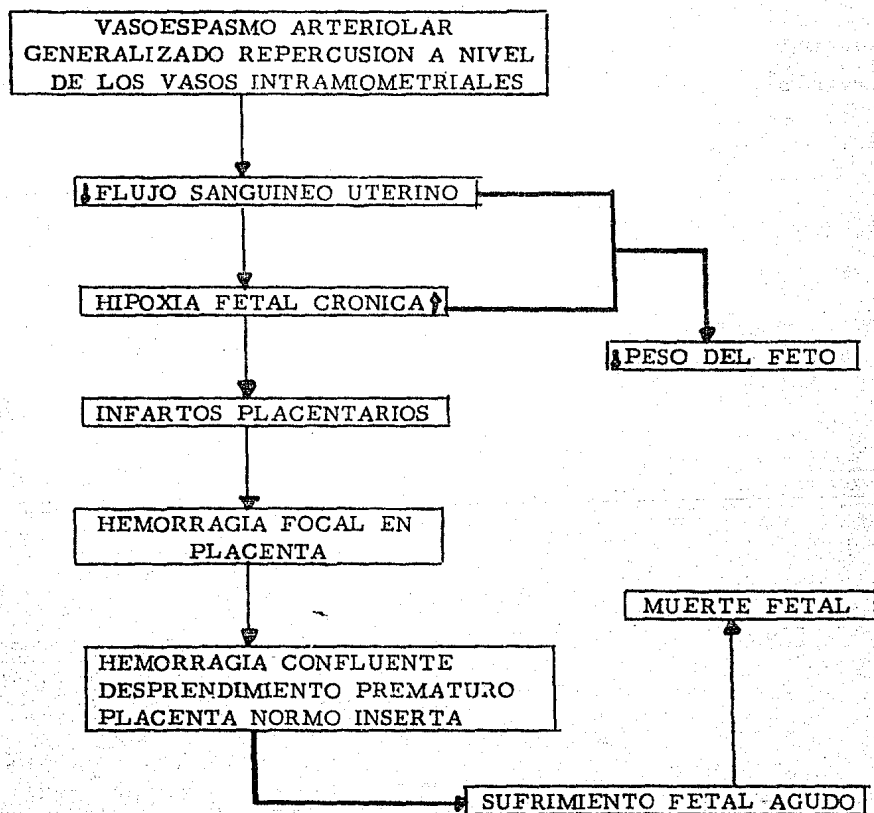 VASOESPASMO ARTERIOLAR
GENERALIZADO REPERCUSION A NIVEL
DE LOS VASOS INTRAMIOMETRIALES
↓FLUJO SANGUINEO UTERINO
HIPOXIA FETAL CRONICA↑
↓PESO DEL FETO
INFARTOS PLACENTARIOS
HEMORRAGIA FOCAL EN
PLACENTA
MUERTE FETAL
HEMORRAGIA CONFLUENTE
DESPRENDIMIENTO PREMATURO
PLACENTA NORMO INSERTA
SUFRIMIENTO FETAL AGUDO